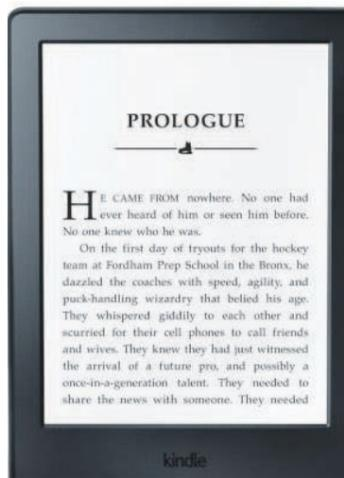 PROLOGUE
HE CAME FROM nowhere. No one had
ever heard of him or seen him before.
No one knew who he was.
On the first day of tryouts for the hockey
team at Fordham Prep School in the Bronx, he
dazzled the coaches with speed, agility, and
puck-handling wizardry that belied his age.
They whispered giddily to each other and
scurried for their cell phones to call friends
and wives. They knew they had just witnessed
the arrival of a future pro, and possibly a
once-in-a-generation talent. They needed to
share the news with someone. They needed
kindle